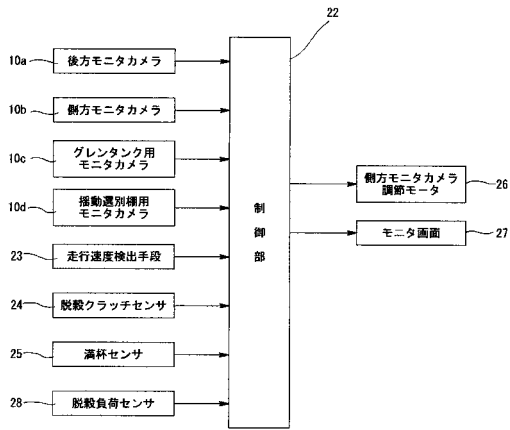 22
10a
後方モニタカメラ
10b
側方モニタカメラ
10c
グレンタンク用
モニタカメラ
10d
揺動選別棚用
モニタカメラ
23
走行速度検出手段
24
脱穀クラッチセンサ
25
満杯センサ
28
脱穀負荷センサ
制
御
部
側方モニタカメラ
調節モータ
26
モニタ画面
27